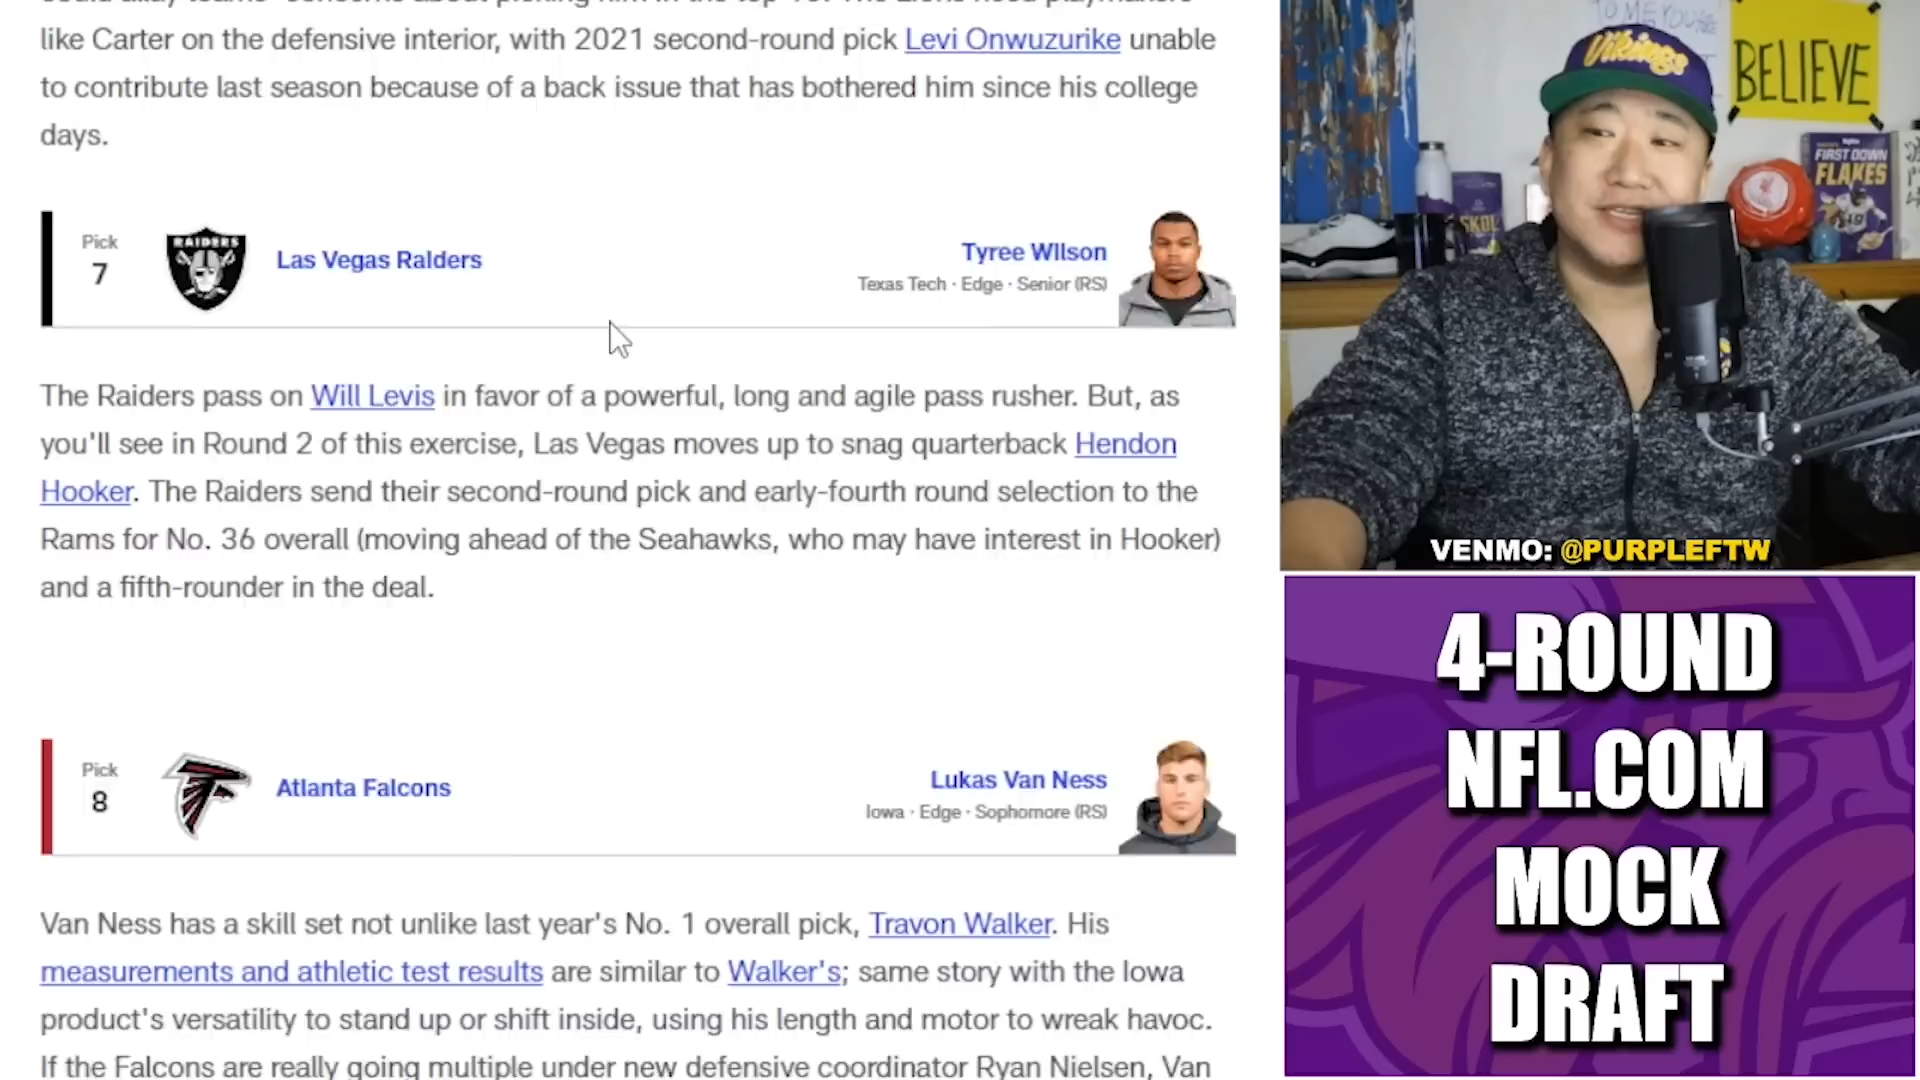 like Carter on the defensive interior, with 2021 second-round pick Levi Onwuzurike unable
to contribute last season because of a back issue that has bothered him since his college
days.
Pick
7
RAIDERS
Las Vegas Raiders
Tyree Wilson
Texas Tech · Edge · Senior (RS)
The Raiders pass on Will Levis in favor of a powerful, long and agile pass rusher. But, as
you'll see in Round 2 of this exercise, Las Vegas moves up to snag quarterback Hendon
Hooker. The Raiders send their second-round pick and early-fourth round selection to the
Rams for No. 36 overall (moving ahead of the Seahawks, who may have interest in Hooker)
and a fifth-rounder in the deal.
Pick
8
Atlanta Falcons
Lukas Van Ness
Iowa · Edge · Sophomore (RS)
Van Ness has a skill set not unlike last year's No. 1 overall pick, Travon Walker. His
measurements and athletic test results are similar to Walker's; same story with the Iowa
product's versatility to stand up or shift inside, using his length and motor to wreak havoc.
If the Falcons are really going multiple under new defensive coordinator Ryan Nielsen, Van
Vikings
BELIEVE
FIRST DOWN
FLAKES
SKOL
VENMO: @PURPLEFTW
4-ROUND
NFL.COM
MOCK
DRAFT